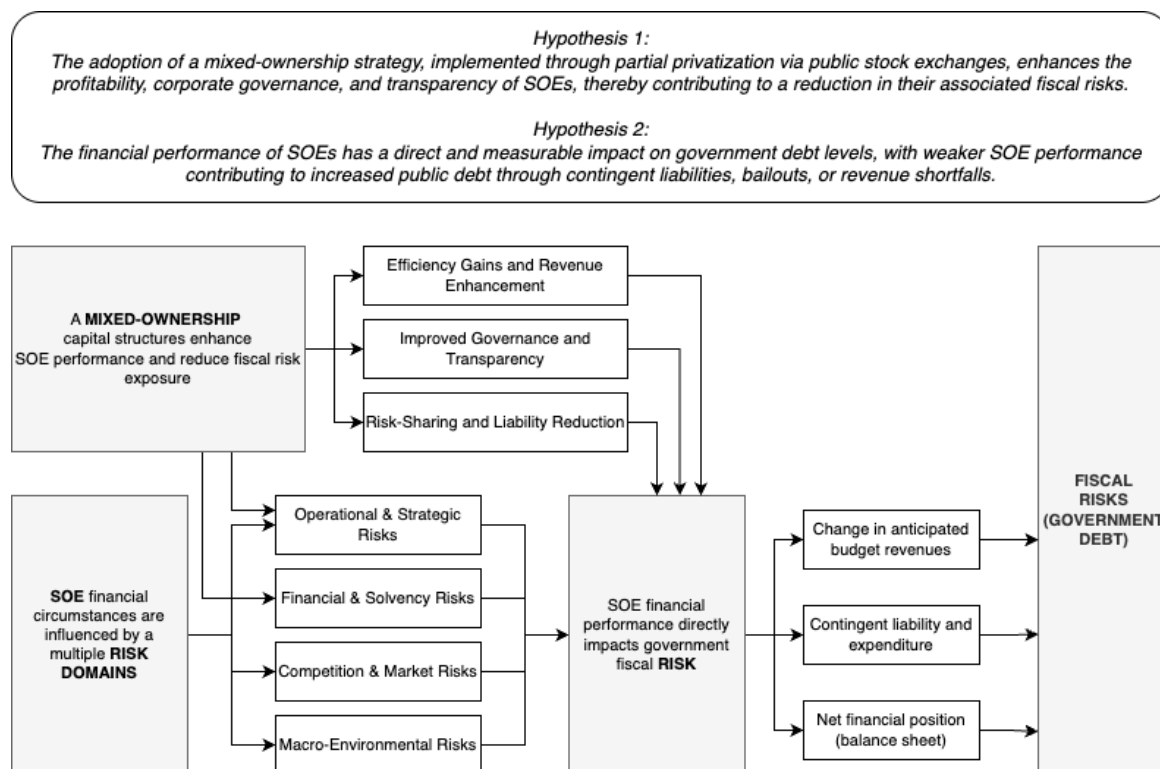 Hypothesis 1:
The adoption of a mixed-ownership strategy, implemented through partial privatization via public stock exchanges, enhances the
profitability, corporate governance, and transparency of SOEs, thereby contributing to a reduction in their associated fiscal risks.
Hypothesis 2:
The financial performance of SOEs has a direct and measurable impact on government debt levels, with weaker SOE performance
contributing to increased public debt through contingent liabilities, bailouts, or revenue shortfalls.
A MIXED-OWNERSHIP
capital structures enhance
SOE performance and reduce fiscal risk
exposure
Efficiency Gains and Revenue
Enhancement
Improved Governance and
Transparency
Risk-Sharing and Liability Reduction
SOE financial
circumstances are
influenced by a
multiple RISK
DOMAINS
Operational & Strategic
Risks
Financial & Solvency Risks
Competition & Market Risks
Macro-Environmental Risks
SOE financial
performance directly
impacts government
fiscal RISK
Change in anticipated
budget revenues
Contingent liability and
expenditure
Net financial position
(balance sheet)
FISCAL
RISKS
(GOVERNMENT
DEBT)